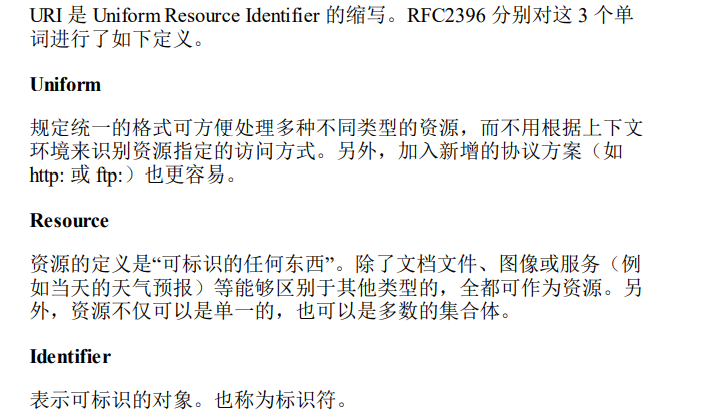 URI 是 Uniform Resource Identifier 的缩写。RFC2396 分别对这 3 个单
词进行了如下定义。
Uniform
规定统一的格式可方便处理多种不同类型的资源，而不用根据上下文
环境来识别资源指定的访问方式。另外，加入新增的协议方案（如
http: 或 ftp:）也更容易。
Resource
资源的定义是“可标识的任何东西”。除了文档文件、图像或服务（例
如当天的天气预报）等能够区别于其他类型的，全都可作为资源。另
外，资源不仅可以是单一的，也可以是多数的集合体。
Identifier
表示可标识的对象。也称为标识符。